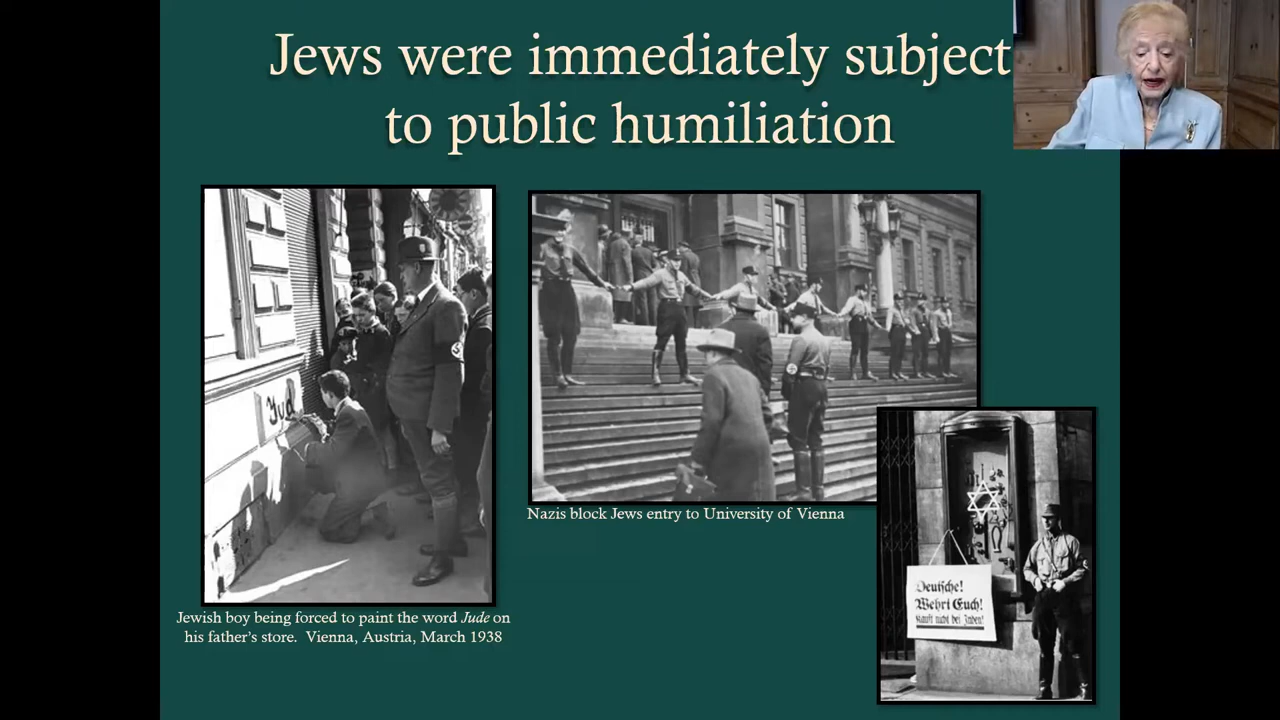 Jews were immediately subject
to public humiliation
Jud
Jewish boy being forced to paint the word Jude on
his father's store.  Vienna, Austria, March 1938
Nazis block Jews entry to University of Vienna
Deutsche!
Wehrt Euch!
Kauft nicht bei Juden!